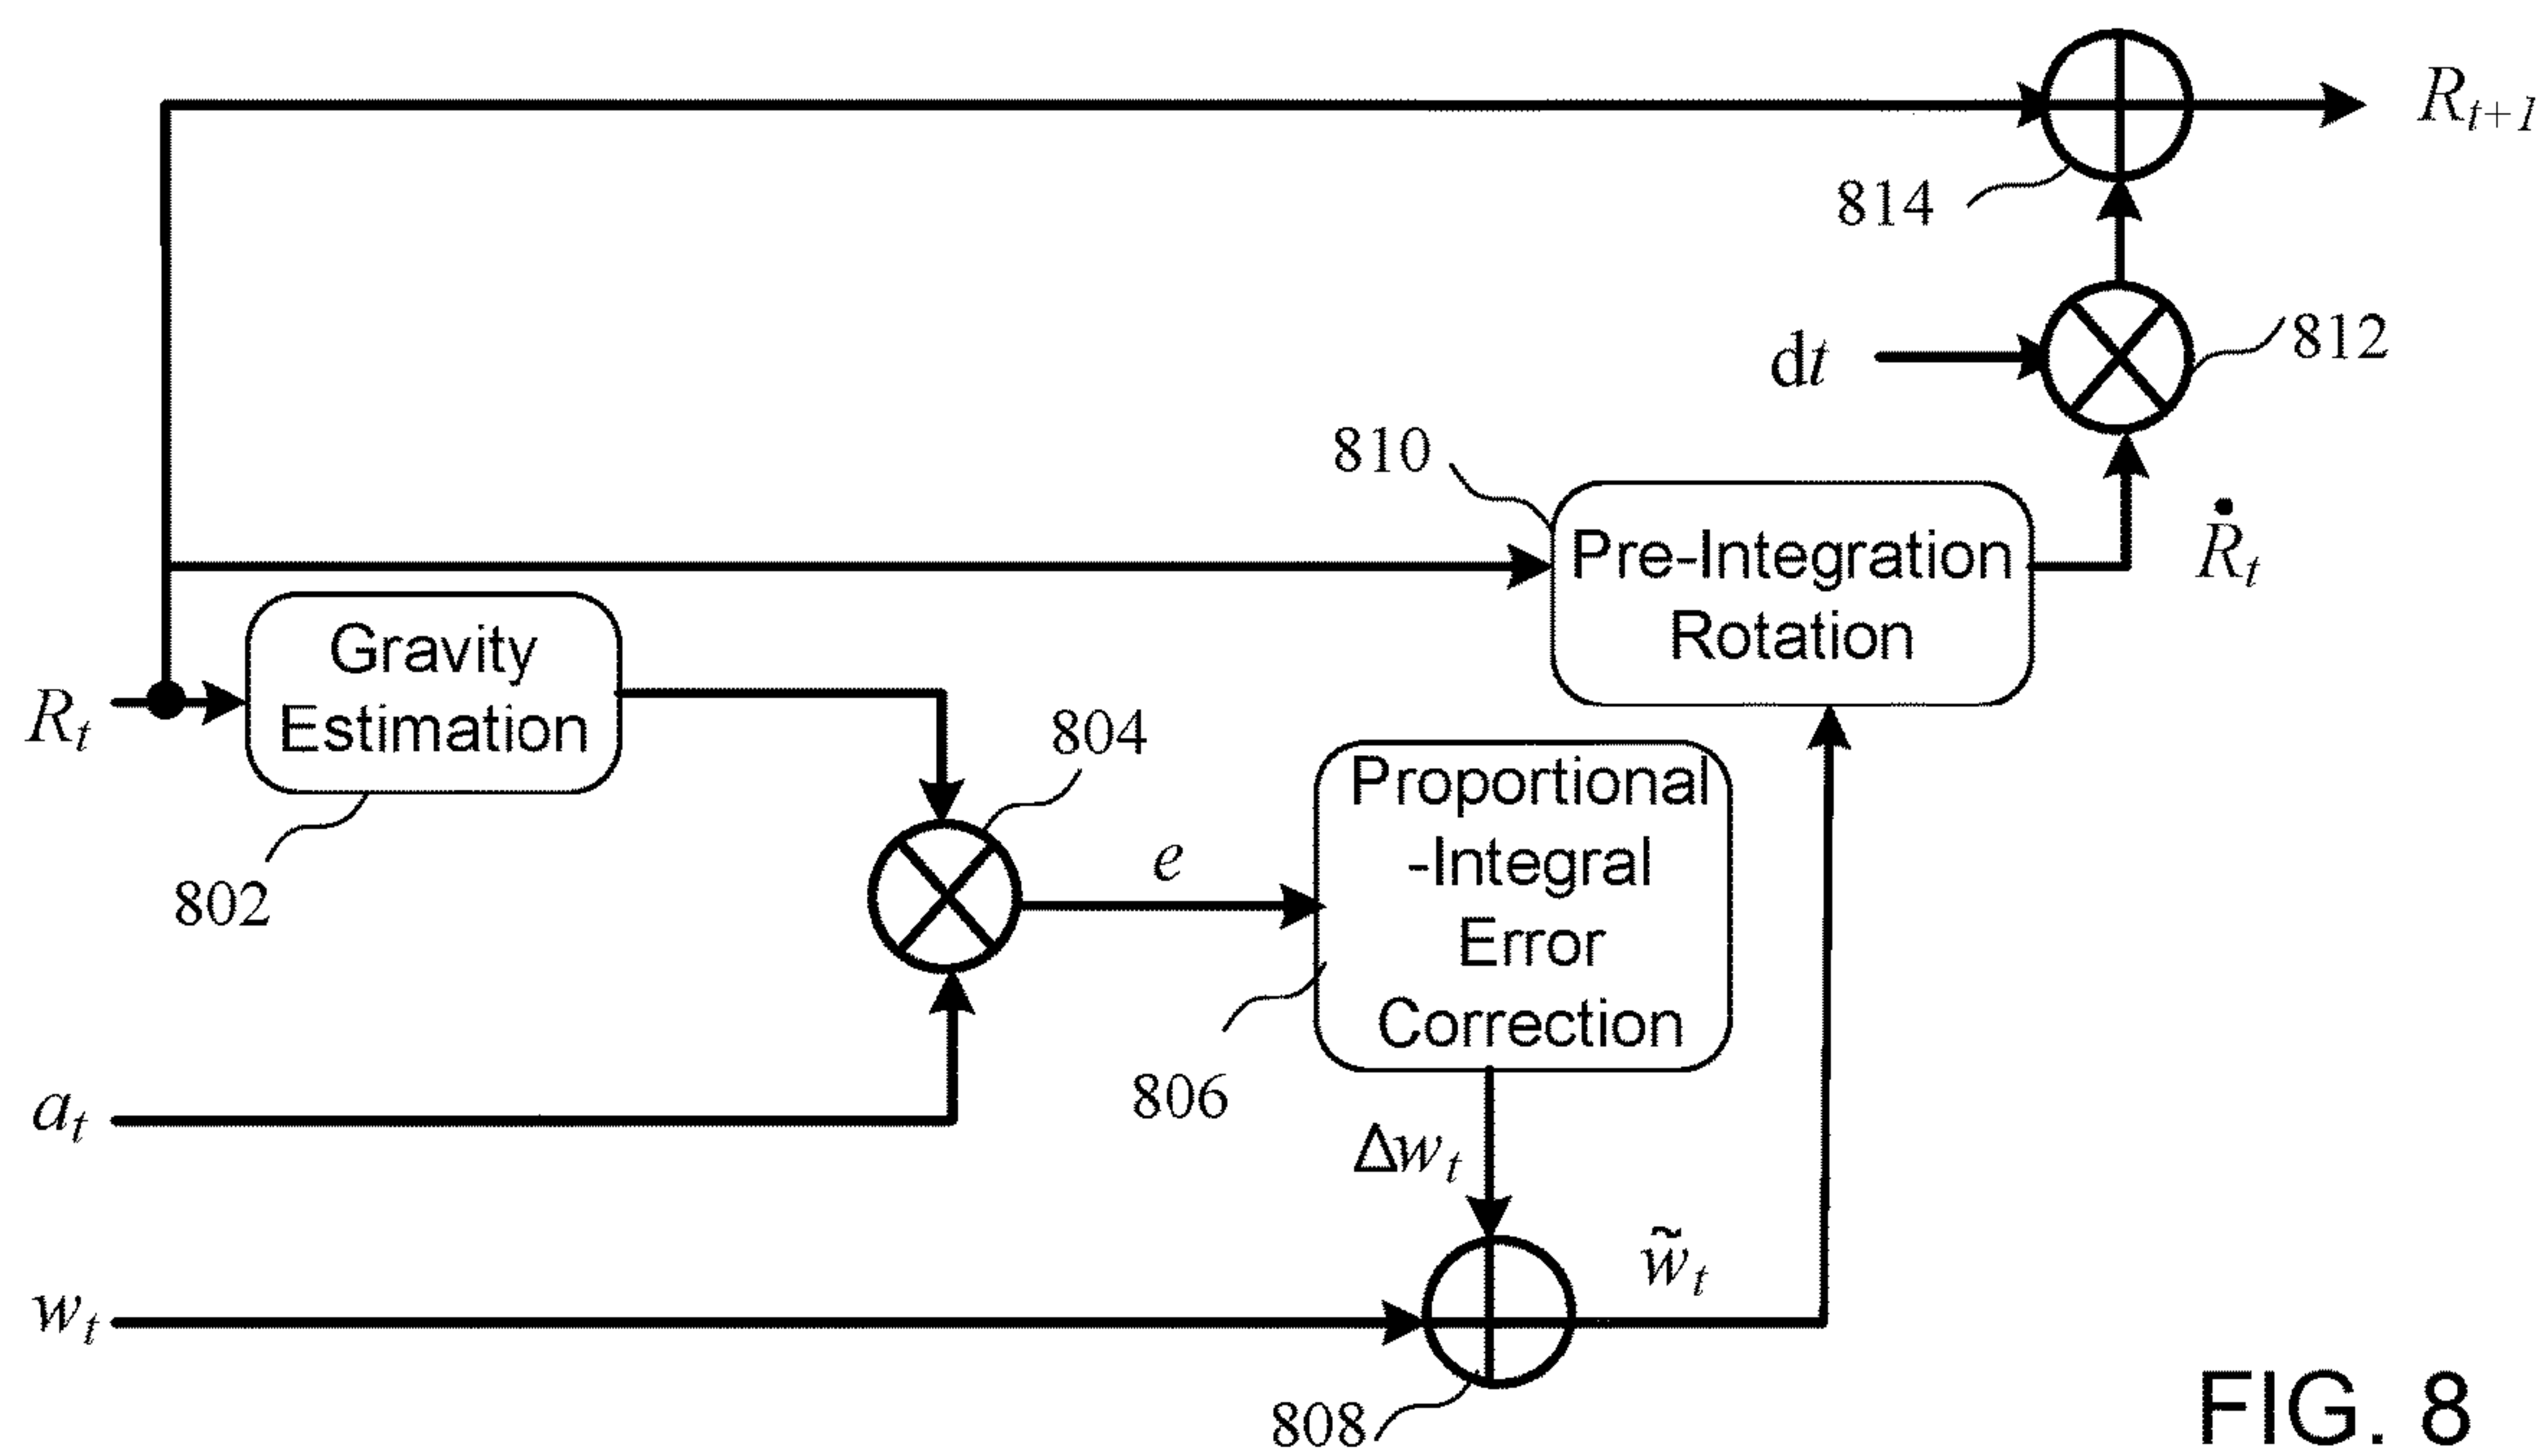 R_{t+1}
814
812
dt
810
Pre-Integration
Rotation
Ṙ_t
Gravity
Estimation
R_t
804
802
Proportional
-Integral
Error
Correction
e
806
a_t
Δw_t
w̃_t
w_t
808
FIG. 8